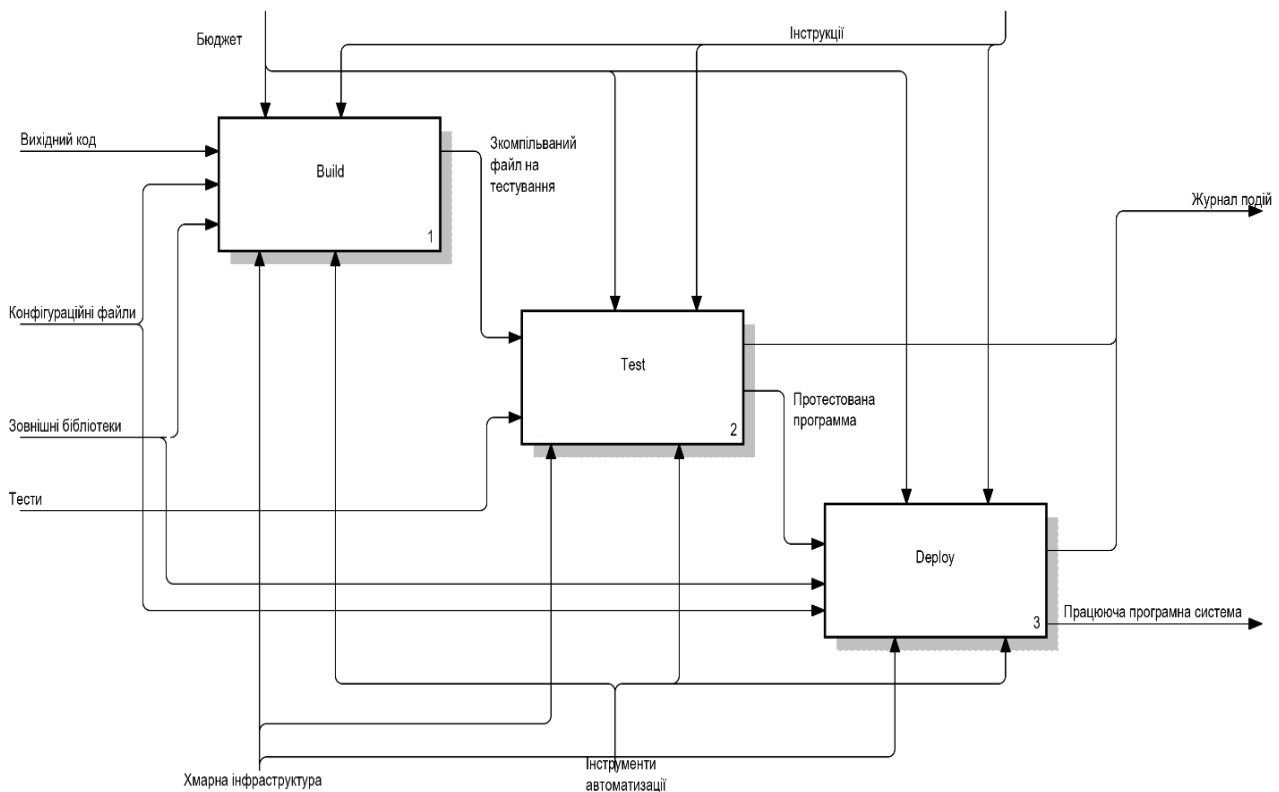 Бюджет
Інструкції
Вихідний код
Build
1
Зкомпільваний
файл на
тестування
Журнал подій
Конфігураційні файли
Test
2
Протестована
программа
Зовнішні бібліотеки
Тести
Deploy
3
Працююча програмна система
Хмарна інфраструктура
Інструменти
автоматизації